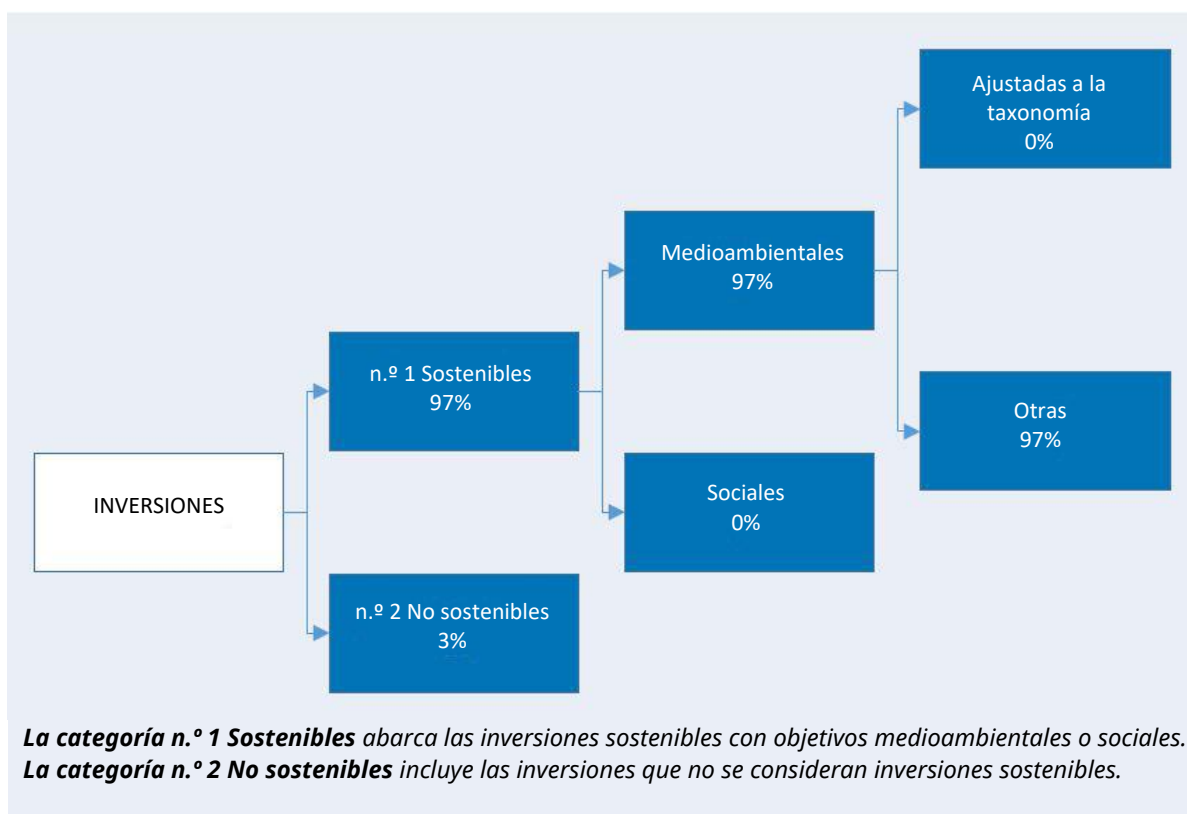 INVERSIONES
n.º 1 Sostenibles
97%
n.º 2 No sostenibles
3%
Medioambientales
97%
Sociales
0%
Ajustadas a la
taxonomía
0%
Otras
97%
La categoría n.º 1 Sostenibles abarca las inversiones sostenibles con objetivos medioambientales o sociales.
La categoría n.º 2 No sostenibles incluye las inversiones que no se consideran inversiones sostenibles.